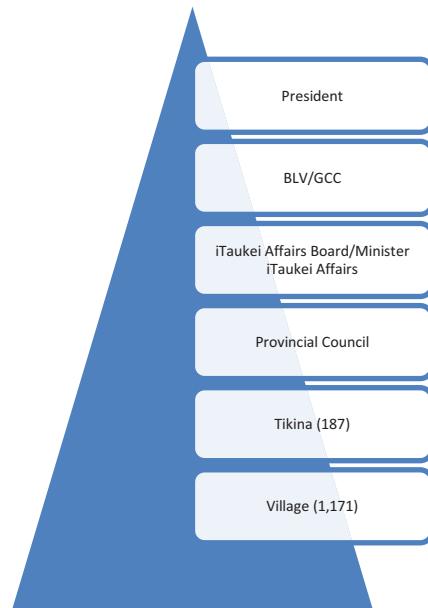 President
BLV/GCC
iTaukei Affairs Board/Minister
iTaukei Affairs
Provincial Council
Tikina (187)
Village (1,171)